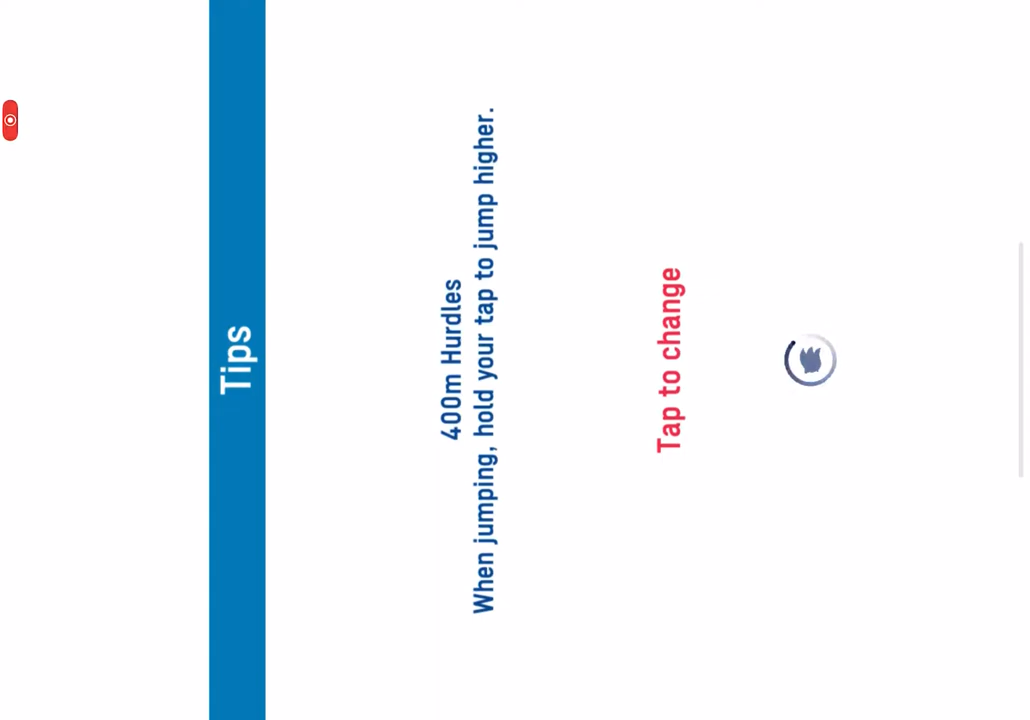 Tips
400m Hurdles
When jumping, hold your tap to jump higher.
Tap to change